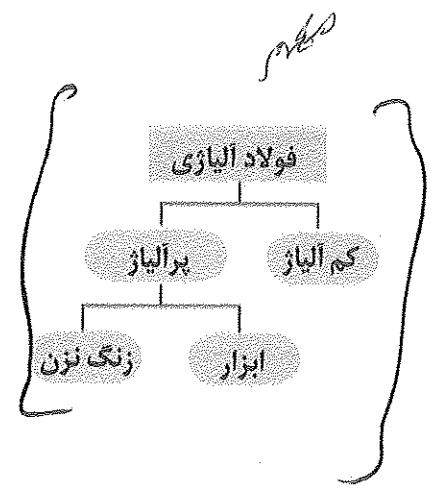 فولاد آلیاژی
کم آلیاژ
پرآلیاژ
ابزار
زنگ نزن